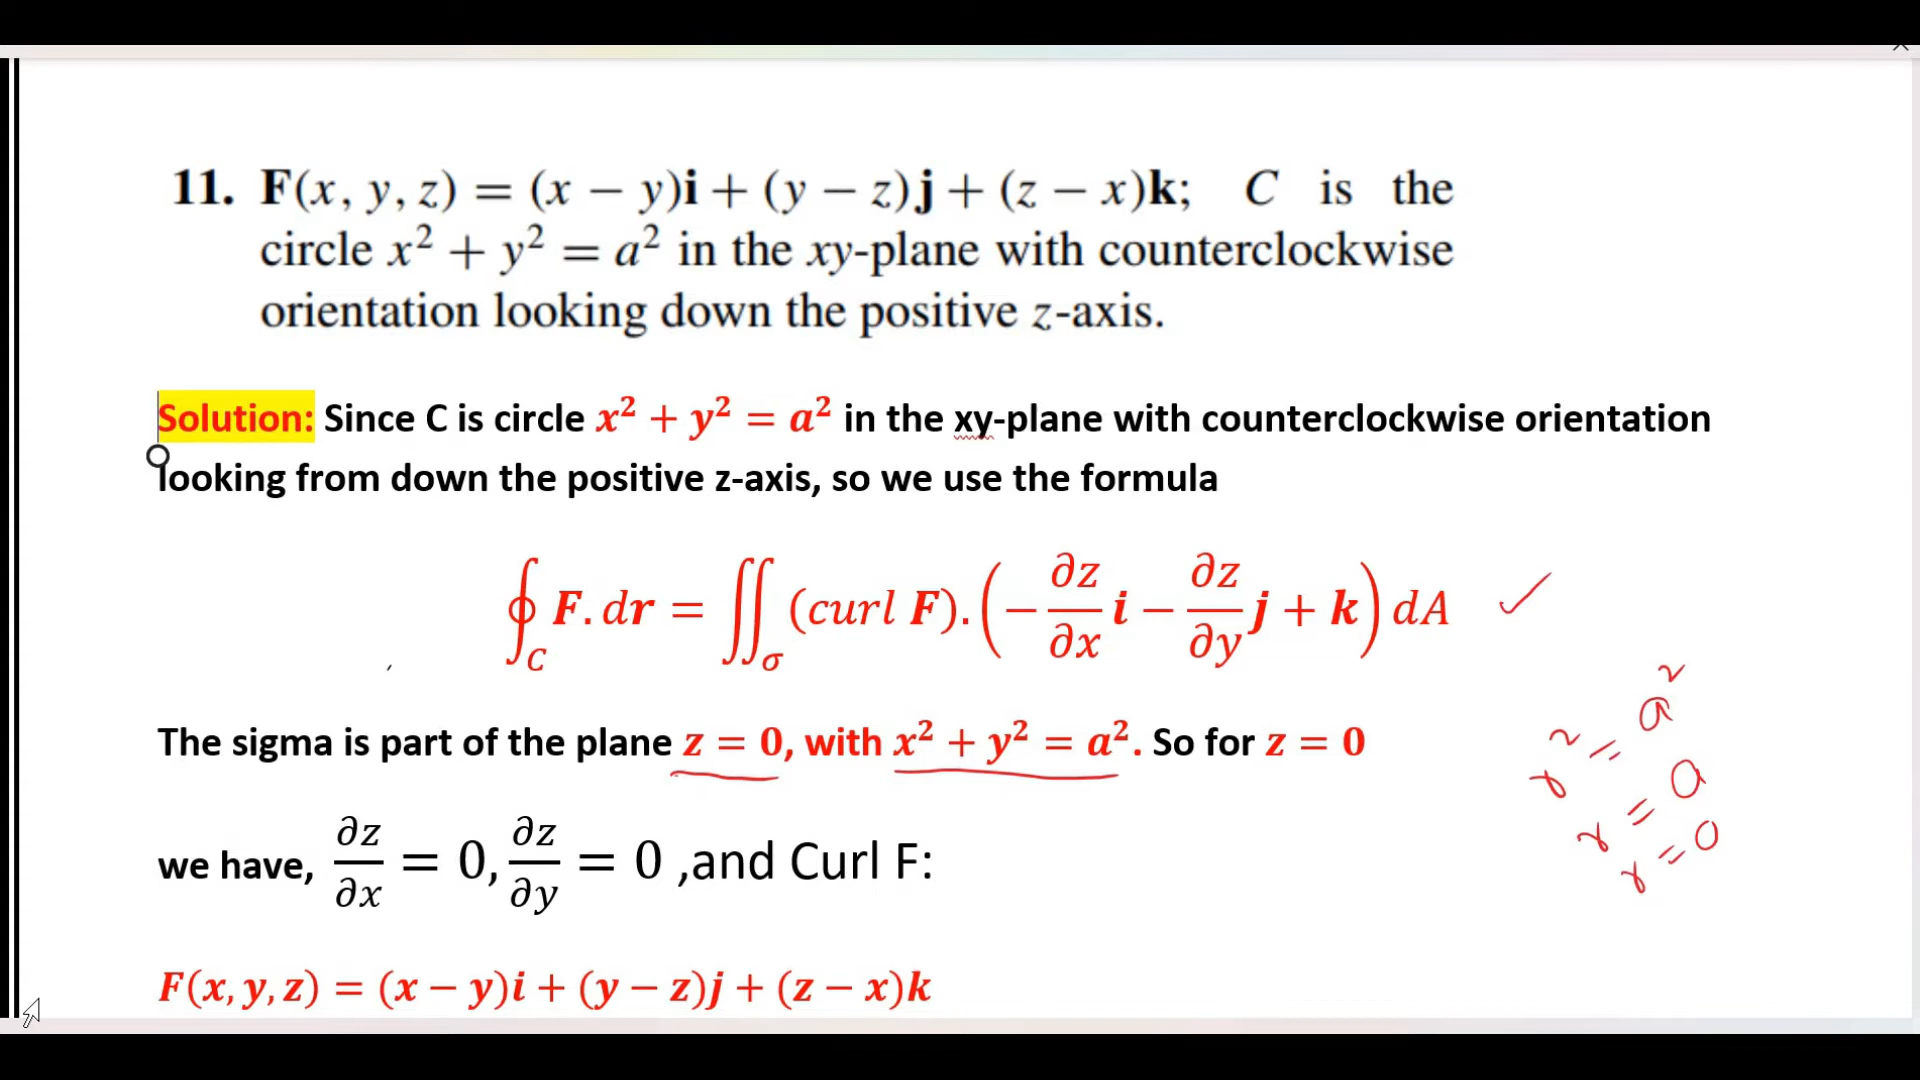 11. F(x, y, z) = (x − y)i + (y − z)j + (z − x)k; C is the
circle x² + y² = a² in the xy-plane with counterclockwise
orientation looking down the positive z-axis.
Solution: Since C is circle x² + y² = a² in the xy-plane with counterclockwise orientation
looking from down the positive z-axis, so we use the formula
∮_C F. dr = ∬_σ (curl F). (− ∂z/∂x i − ∂z/∂y j + k) dA ✓
The sigma is part of the plane z = 0, with x² + y² = a². So for z = 0
r² = a²
r = a
r = 0
we have, ∂z/∂x = 0, ∂z/∂y = 0 ,and Curl F:
F(x, y, z) = (x − y)i + (y − z)j + (z − x)k